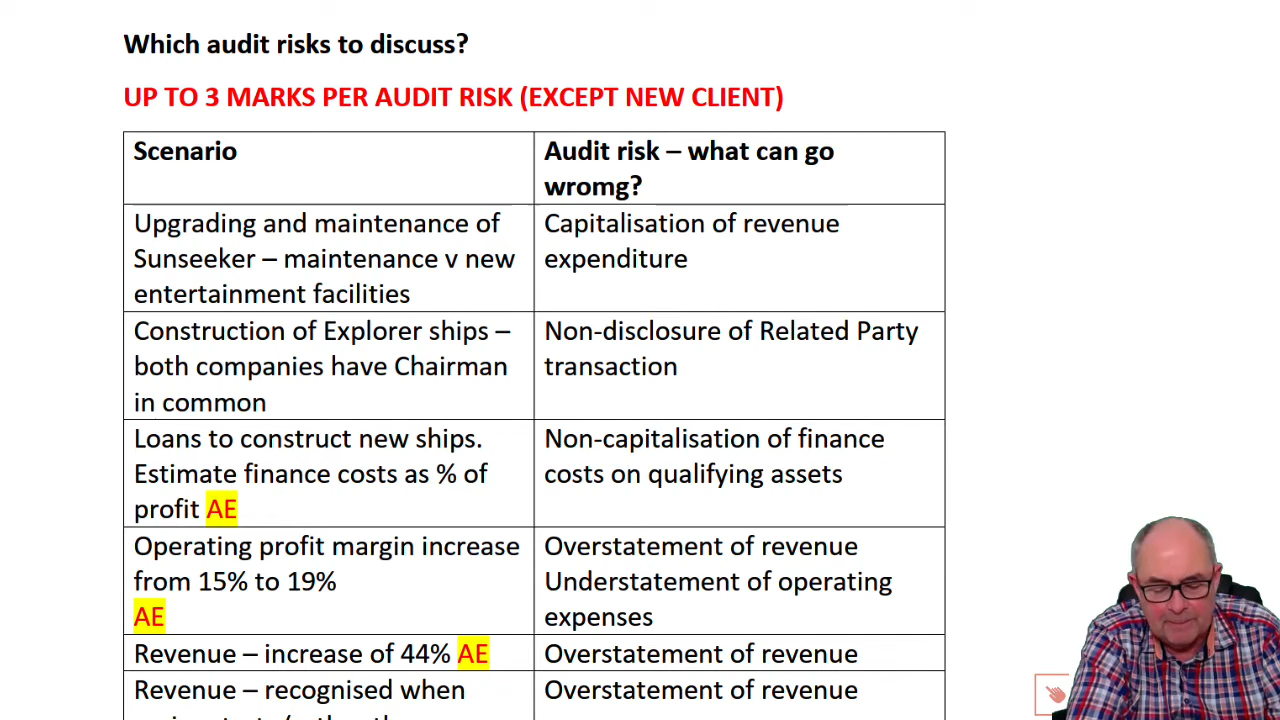 Which audit risks to discuss?
UP TO 3 MARKS PER AUDIT RISK (EXCEPT NEW CLIENT)
Scenario
Audit risk – what can go
wromg?
Upgrading and maintenance of
Sunseeker – maintenance v new
entertainment facilities
Capitalisation of revenue
expenditure
Construction of Explorer ships –
both companies have Chairman
in common
Non-disclosure of Related Party
transaction
Loans to construct new ships.
Estimate finance costs as % of
profit AE
Non-capitalisation of finance
costs on qualifying assets
Operating profit margin increase
from 15% to 19%
AE
Overstatement of revenue
Understatement of operating
expenses
Revenue – increase of 44% AE
Overstatement of revenue
Revenue – recognised when
Overstatement of revenue